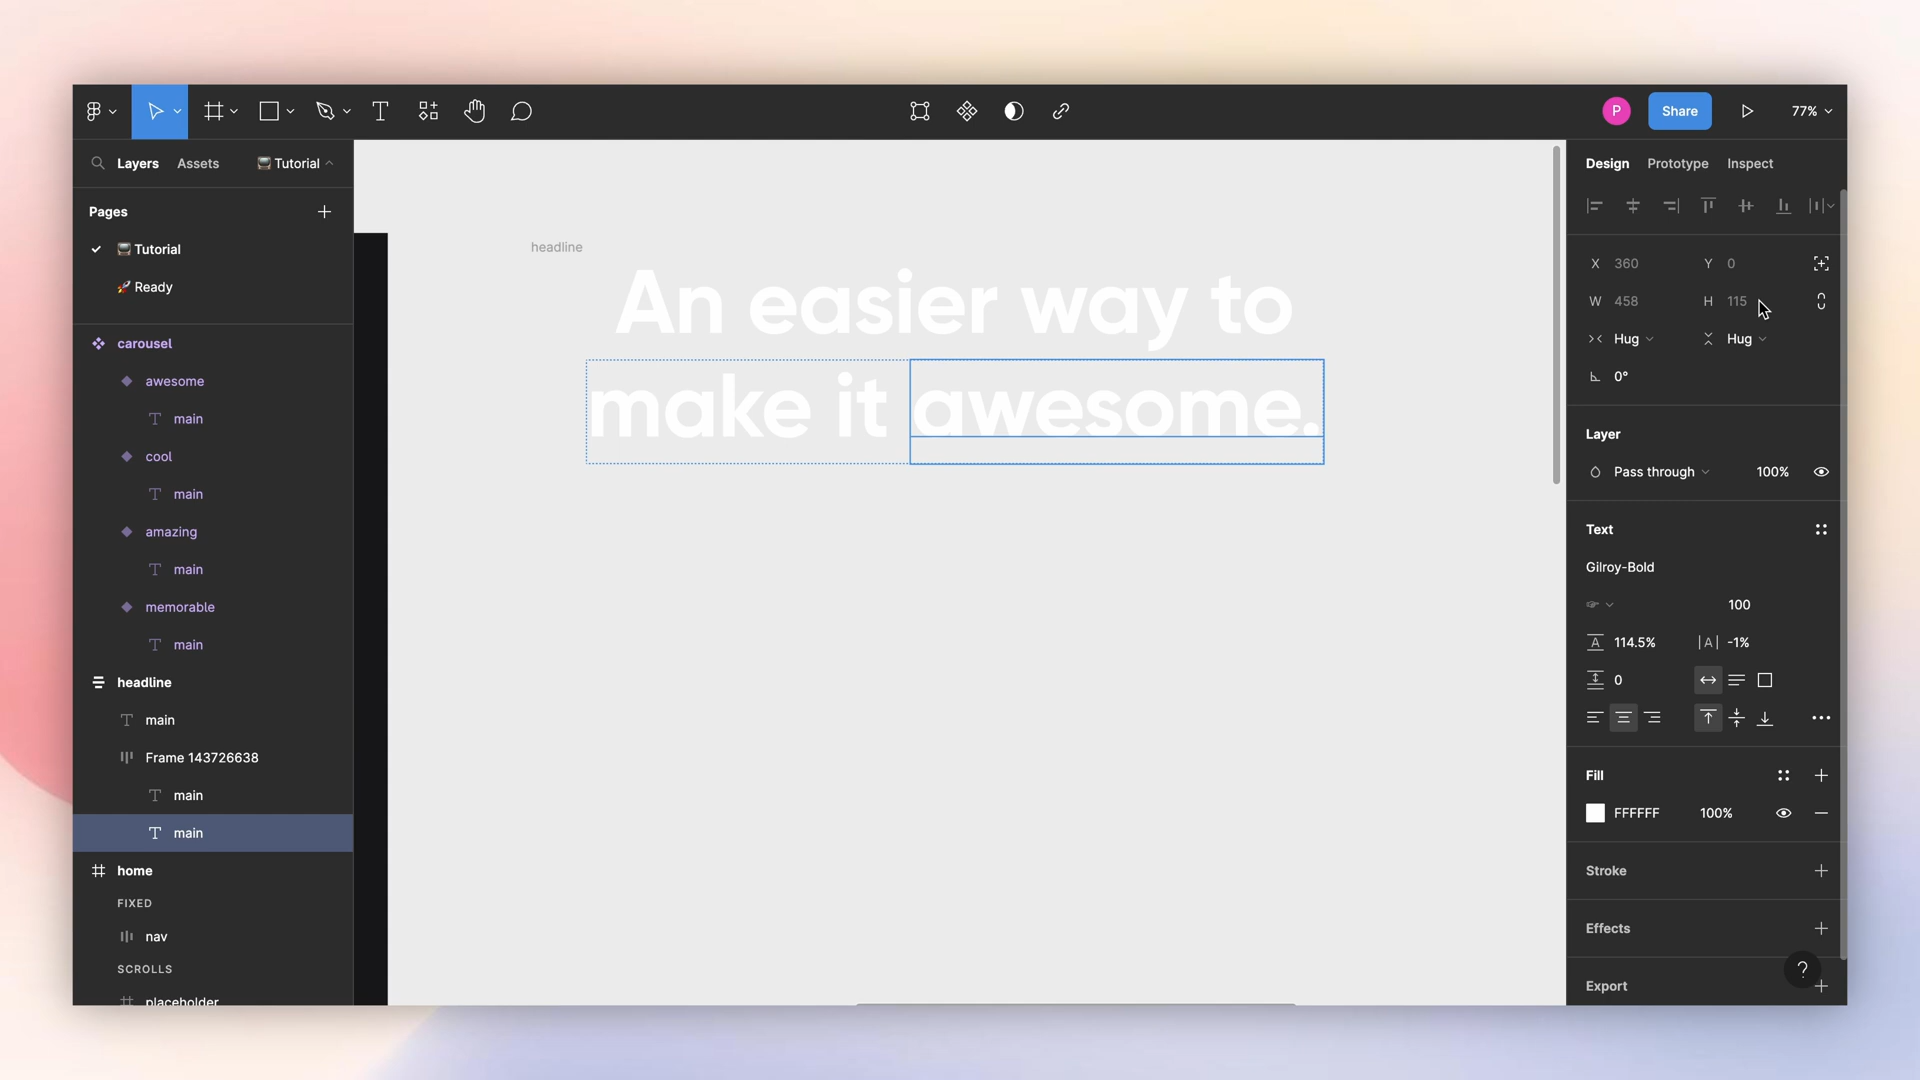 P
Share
77%
Layers
Assets
Tutorial
Design
Prototype
Inspect
Pages
Tutorial
Ready
carousel
awesome
main
cool
main
amazing
main
memorable
main
headline
main
Frame 143726638
main
main
home
FIXED
nav
SCROLLS
placeholder
headline
An easier way to
make it awesome.
X 360
Y 0
W 458
H 115
Hug
Hug
0°
Layer
Pass through
100%
Text
Gilroy-Bold
100
114.5%
-1%
0
Fill
FFFFFF
100%
Stroke
Effects
?
Export